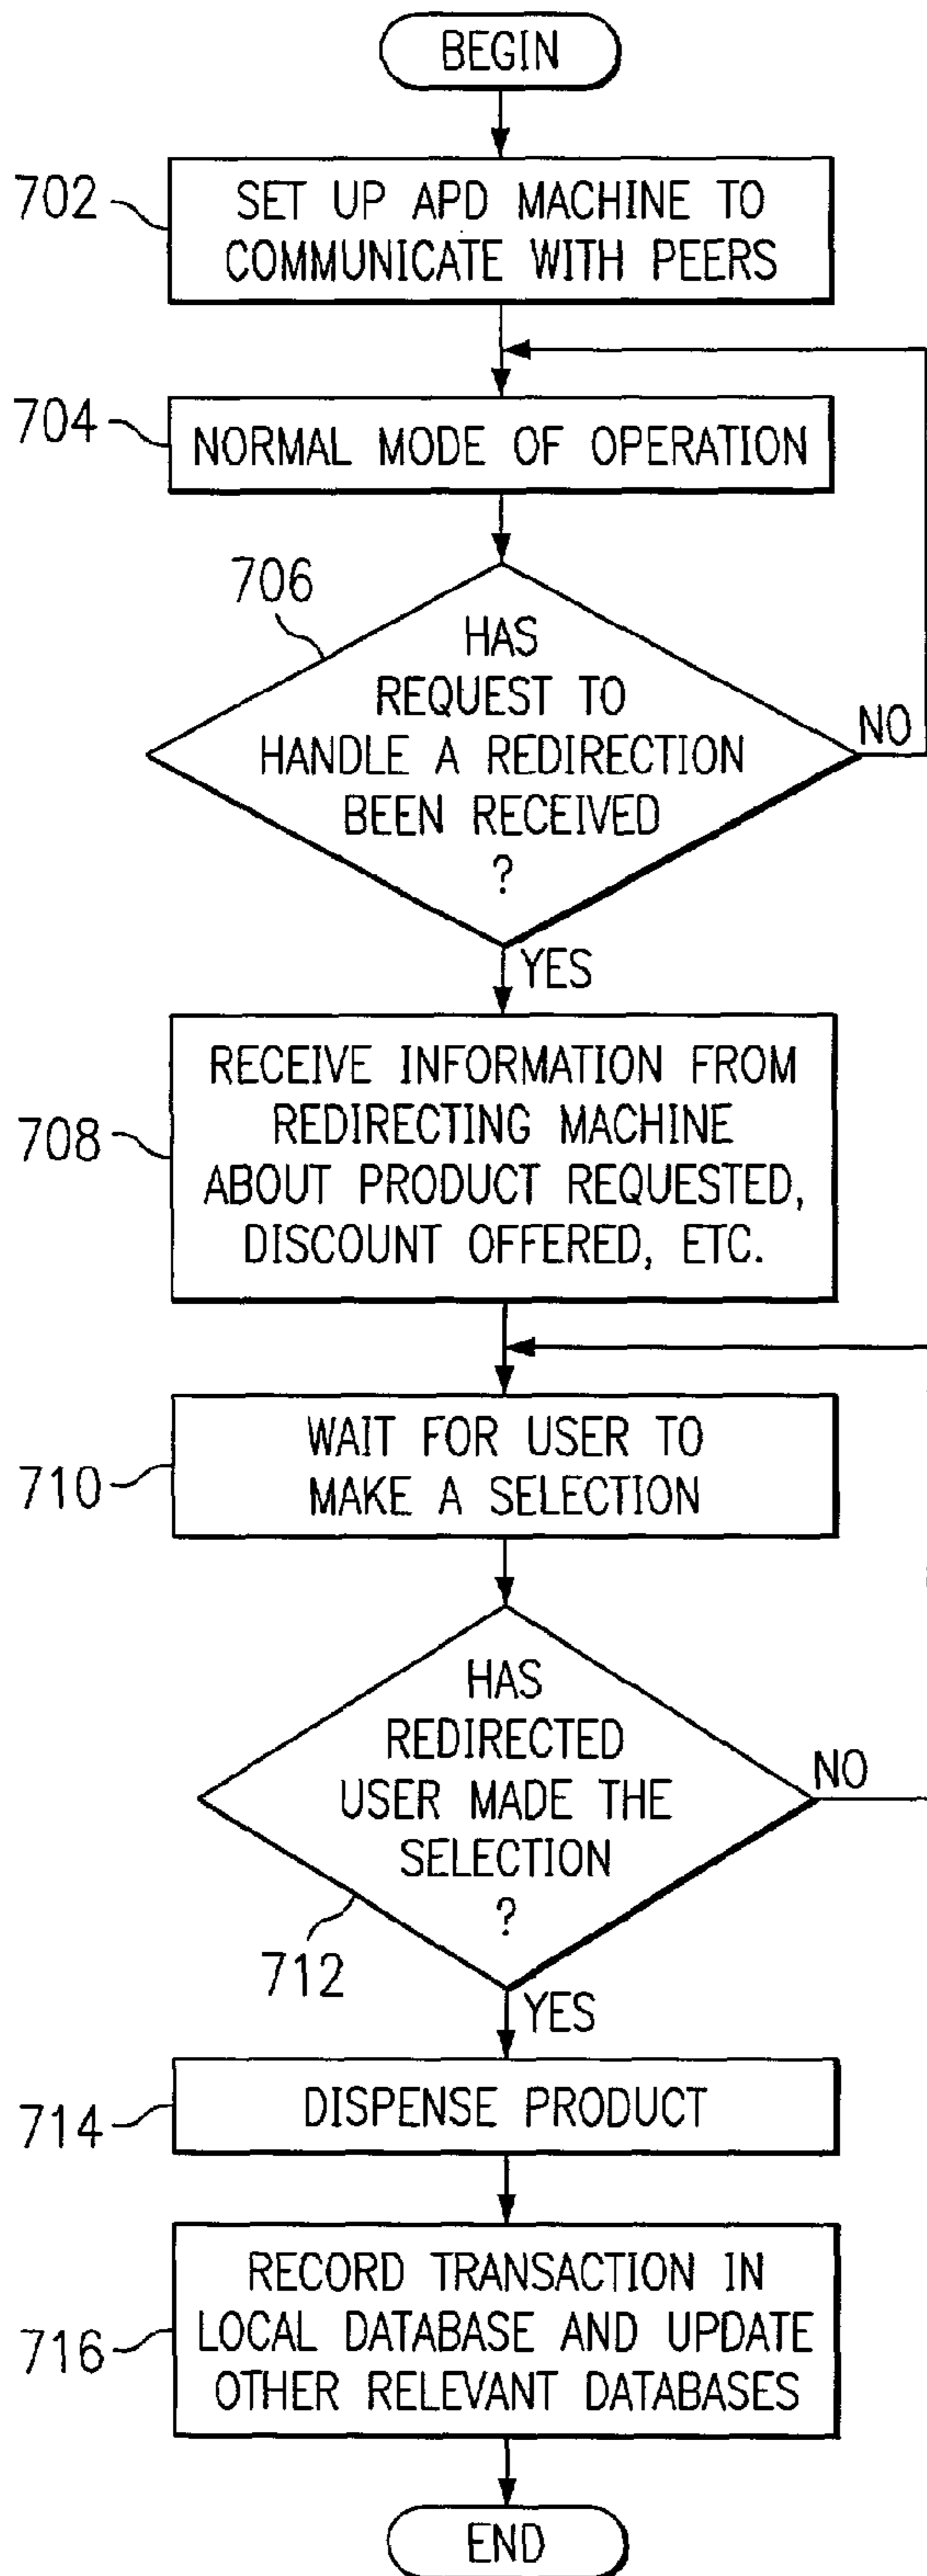 BEGIN
702
SET UP APD MACHINE TO
COMMUNICATE WITH PEERS
704
NORMAL MODE OF OPERATION
706
HAS
REQUEST TO
HANDLE A REDIRECTION
BEEN RECEIVED
?
NO
YES
708
RECEIVE INFORMATION FROM
REDIRECTING MACHINE
ABOUT PRODUCT REQUESTED,
DISCOUNT OFFERED, ETC.
710
WAIT FOR USER TO
MAKE A SELECTION
HAS
REDIRECTED
USER MADE THE
SELECTION
?
NO
712
YES
714
DISPENSE PRODUCT
716
RECORD TRANSACTION IN
LOCAL DATABASE AND UPDATE
OTHER RELEVANT DATABASES
END